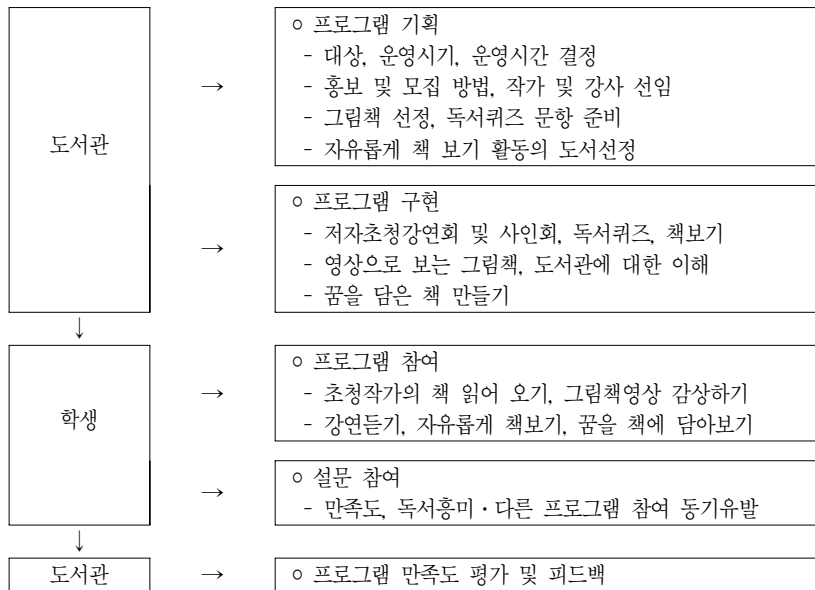 도서관
→
ㅇ 프로그램 기획
- 대상, 운영시기, 운영시간 결정
- 홍보 및 모집 방법, 작가 및 강사 선임
- 그림책 선정, 독서퀴즈 문항 준비
- 자유롭게 책 보기 활동의 도서선정
→
ㅇ 프로그램 구현
- 저자초청강연회 및 사인회, 독서퀴즈, 책보기
- 영상으로 보는 그림책, 도서관에 대한 이해
- 꿈을 담은 책 만들기
↓
학생
→
ㅇ 프로그램 참여
- 초청작가의 책 읽어 오기, 그림책영상 감상하기
- 강연듣기, 자유롭게 책보기, 꿈을 책에 담아보기
→
ㅇ 설문 참여
- 만족도, 독서흥미・다른 프로그램 참여 동기유발
↓
도서관
→
ㅇ 프로그램 만족도 평가 및 피드백